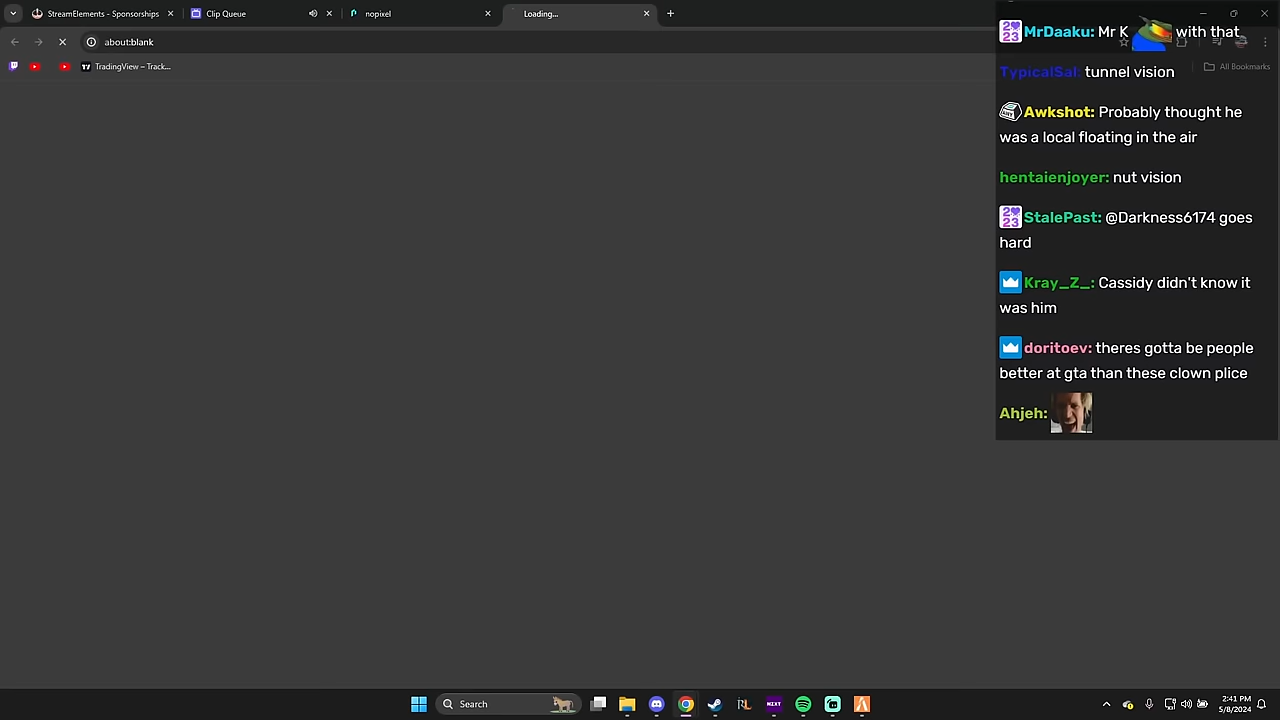 StreamElements - Sponsorships
Clip Queue
nopixel
Loading...
about:blank
TradingView – Track...
All Bookmarks
MrDaaku: Mr K with that
TypicalSal: tunnel vision
Awkshot: Probably thought he
was a local floating in the air
hentaienjoyer: nut vision
StalePast: @Darkness6174 goes
hard
Kray_Z_: Cassidy didn't know it
was him
doritoev: theres gotta be people
better at gta than these clown plice
Ahjeh:
Search
NEXT
2:41 PM
5/8/2024